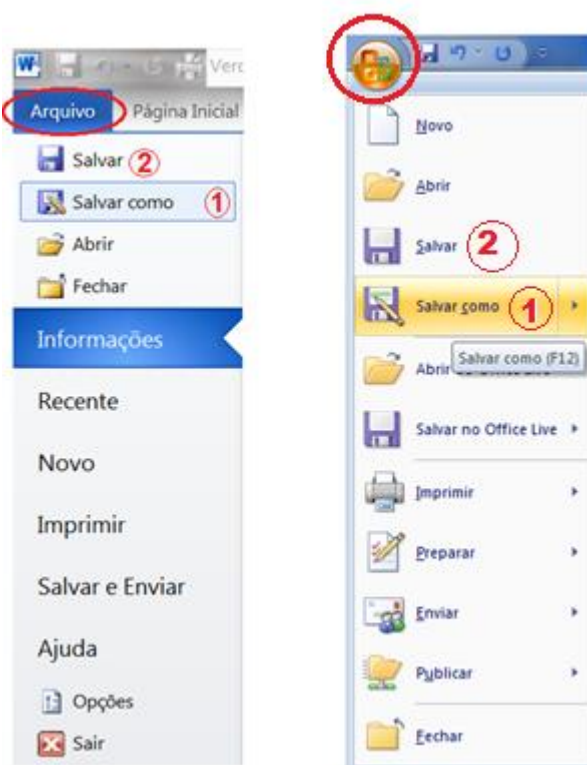 W
Verd
Arquivo Página Inicial
Salvar 2
Salvar como 1
Abrir
Fechar
Informações
Recente
Novo
Imprimir
Salvar e Enviar
Ajuda
Opções
Sair
Novo
Abrir
Salvar 2
Salvar como 1
Salvar como (F12)
Abrir
Salvar no Office Live
Imprimir
Preparar
Enviar
Publicar
Fechar